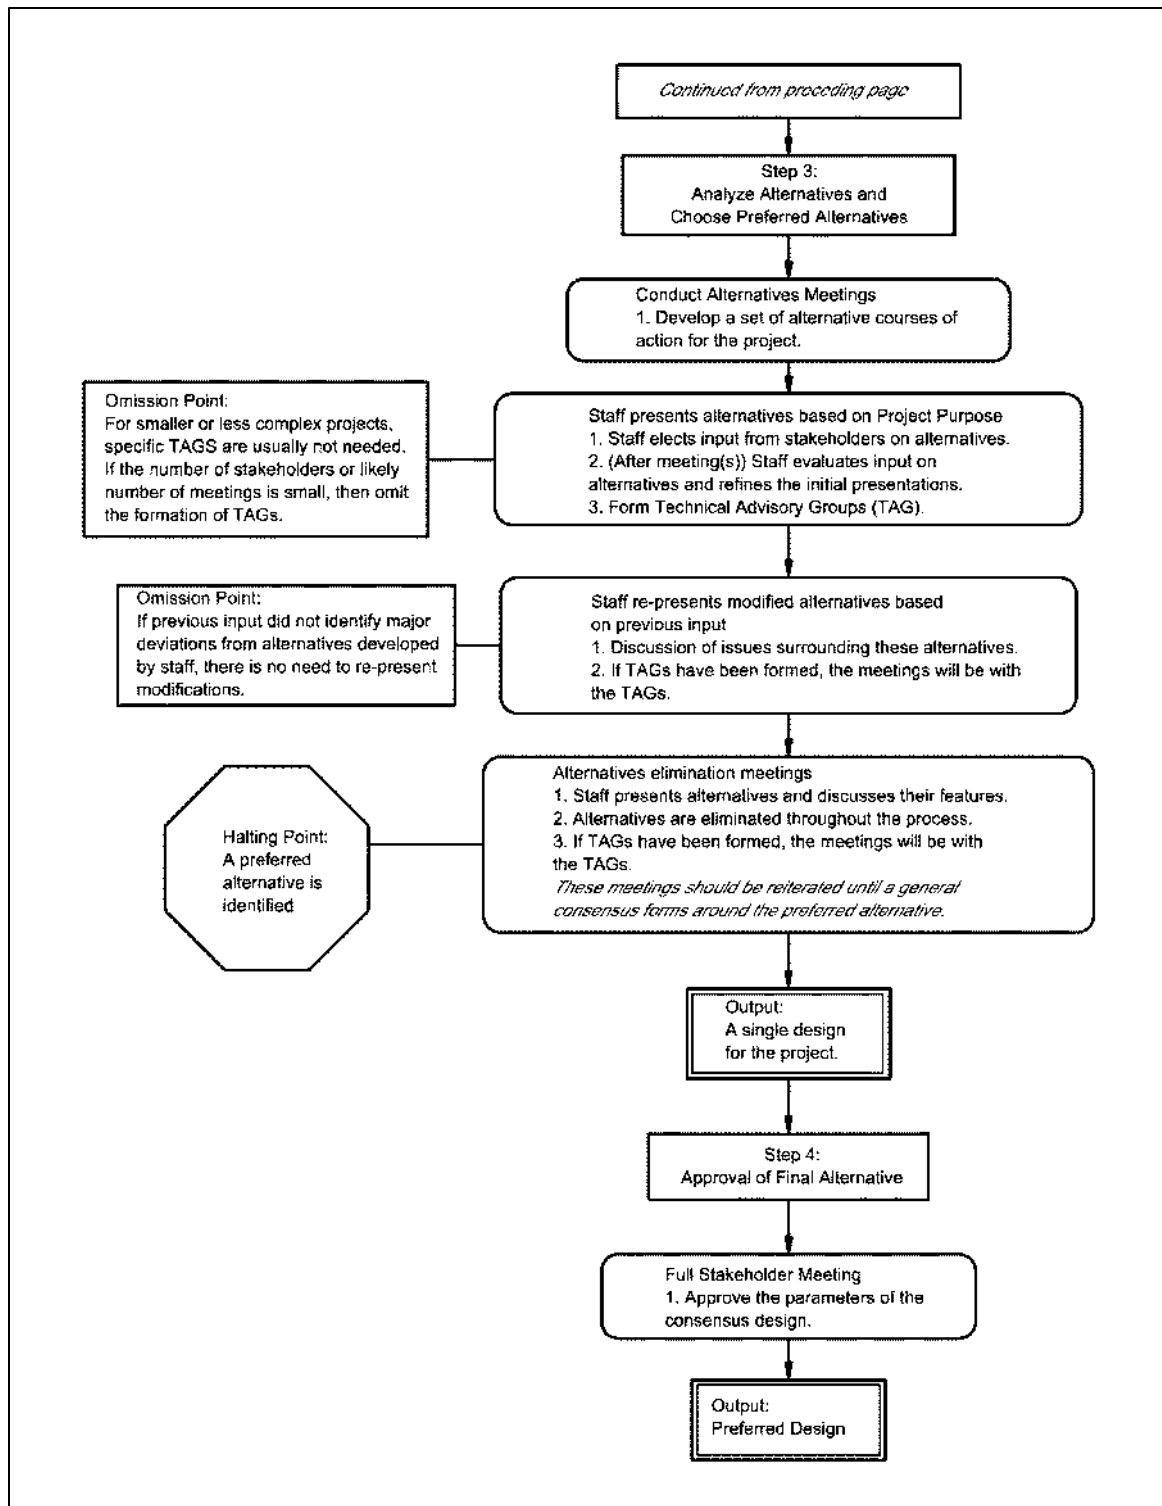 Continued from preceding page
Step 3:
Analyze Alternatives and
Choose Preferred Alternatives
Conduct Alternatives Meetings
1. Develop a set of alternative courses of
action for the project.
Omission Point:
For smaller or less complex projects,
specific TAGS are usually not needed.
If the number of stakeholders or likely
number of meetings is small, then omit
the formation of TAGs.
Staff presents alternatives based on Project Purpose
1. Staff elects input from stakeholders on alternatives.
2. (After meeting(s)) Staff evaluates input on
alternatives and refines the initial presentations.
3. Form Technical Advisory Groups (TAG).
Omission Point:
If previous input did not identify major
deviations from alternatives developed
by staff, there is no need to re-present
modifications.
Staff re-presents modified alternatives based
on previous input
1. Discussion of issues surrounding these alternatives.
2. If TAGs have been formed, the meetings will be with
the TAGs.
Halting Point:
A preferred
alternative is
identified
Alternatives elimination meetings
1. Staff presents alternatives and discusses their features.
2. Alternatives are eliminated throughout the process.
3. If TAGs have been formed, the meetings will be with
the TAGs.
These meetings should be reiterated until a general
consensus forms around the preferred alternative.
Output:
A single design
for the project.
Step 4:
Approval of Final Alternative
Full Stakeholder Meeting
1. Approve the parameters of the
consensus design.
Output:
Preferred Design